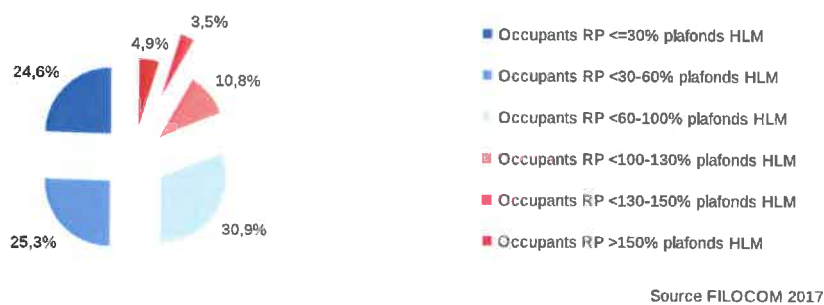 3,5%
4,9%
10,8%
24,6%
25,3%
30,9%
Occupants RP <=30% plafonds HLM
Occupants RP <30-60% plafonds HLM
Occupants RP <60-100% plafonds HLM
Occupants RP <100-130% plafonds HLM
Occupants RP <130-150% plafonds HLM
Occupants RP >150% plafonds HLM
Source FILOCOM 2017